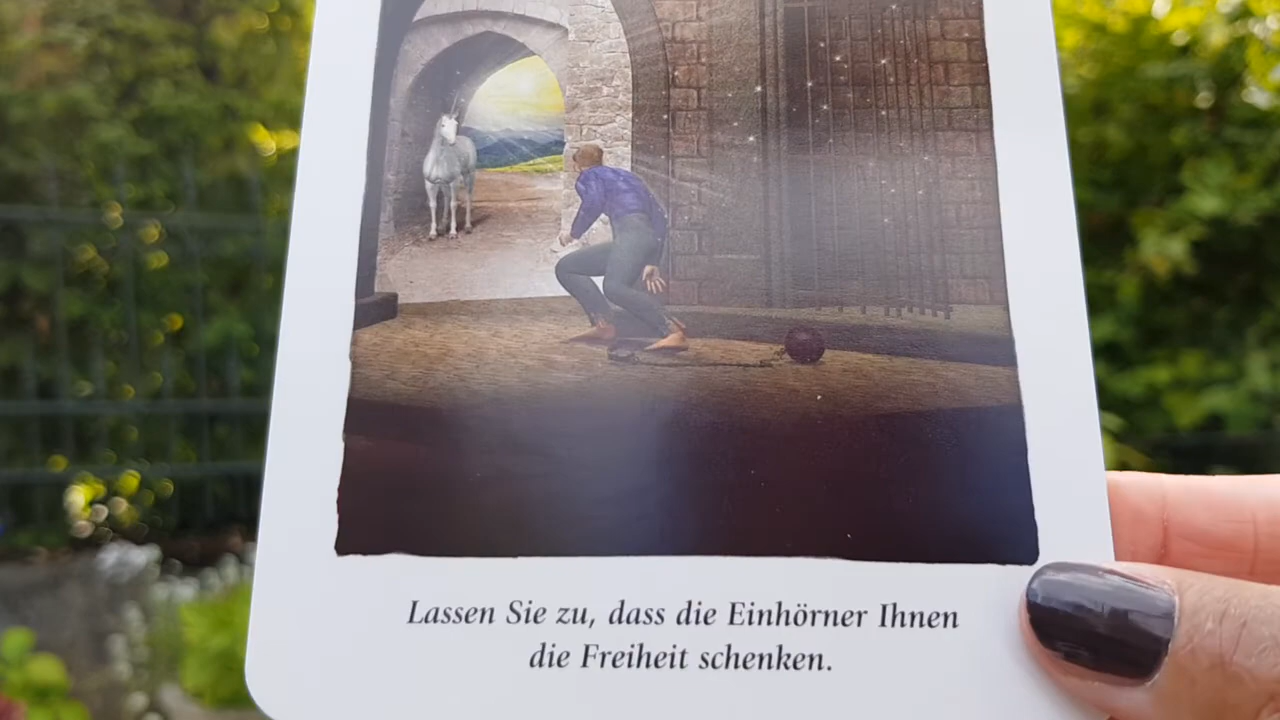 Lassen Sie zu, dass die Einhörner Ihnen
die Freiheit schenken.